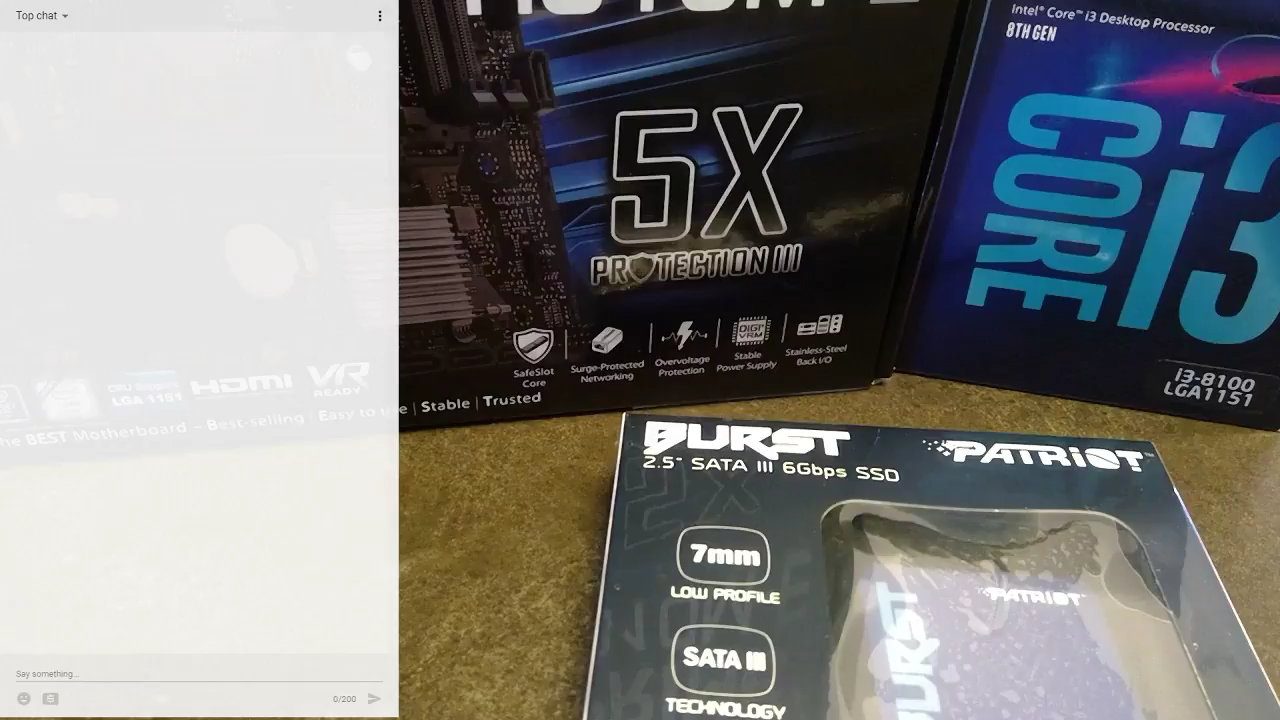 Top chat
Intel® Core™ i3 Desktop Processor
8TH GEN
CORE
i3
5X
PROTECTION III
SafeSlot
Core
Surge-Protected
Networking
Overvoltage
Protection
DIGI+
VRM
Stable
Power Supply
Stainless-Steel
Back I/O
i3-8100
LGA1151
LGA 1151
HDMI
VR
READY
The BEST Motherboard – Best-selling | Easy to use | Stable | Trusted
BURST
2.5" SATA III 6Gbps SSD
PATRIOT™
7mm
LOW PROFILE
SATA III
TECHNOLOGY
BURST
PATRIOT
Say something...
0/200